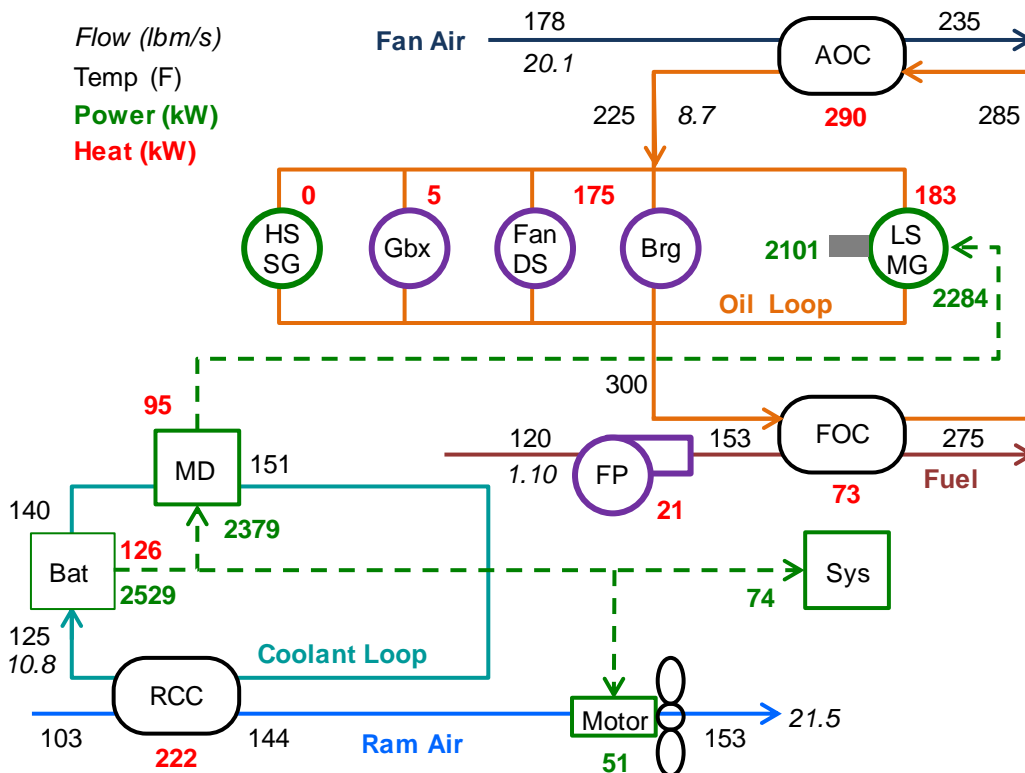 Flow (lbm/s)
Temp (F)
Power (kW)
Heat (kW)
Fan Air
178
20.1
AOC
235
290
285
225
8.7
0
5
175
183
HS
SG
Gbx
Fan
DS
Brg
2101
LS
MG
2284
Oil Loop
300
95
MD
151
120
1.10
FP
21
153
FOC
73
275
Fuel
140
2379
Bat
126
2529
74
Sys
125
10.8
Coolant Loop
RCC
103
222
144
Ram Air
Motor
51
153
21.5